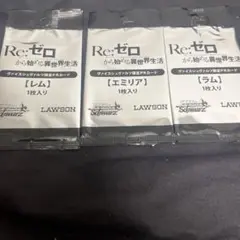 Re:ゼロ
から始める異世界生活
ヴァイスシュヴァルツ限定PRカード
【レム】
1枚入り
Schwarz
LAWSON
Re:ゼロ
から始める異世界生活
ヴァイスシュヴァルツ限定PRカード
【エミリア】
1枚入り
Schwarz
LAWSON
Re:ゼロ
から始める異世界生活
ヴァイスシュヴァルツ限定PRカード
【ラム】
1枚入り
Schwarz
LAWSON